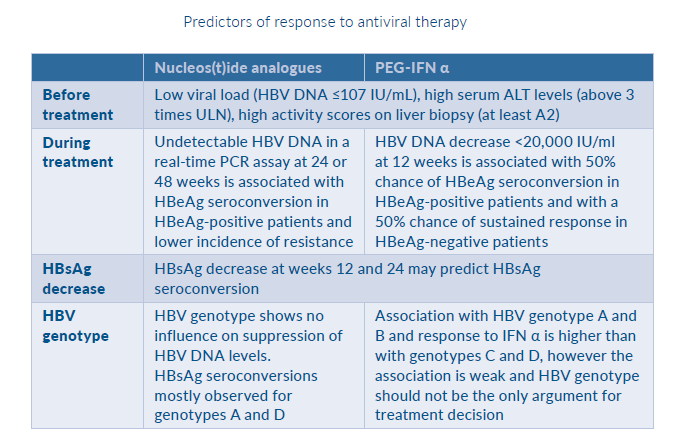 Predictors of response to antiviral therapy
Nucleos(t)ide analogues
PEG-IFN α
Before
treatment
Low viral load (HBV DNA ≤107 IU/mL), high serum ALT levels (above 3
times ULN), high activity scores on liver biopsy (at least A2)
During
treatment
Undetectable HBV DNA in a
real-time PCR assay at 24 or
48 weeks is associated with
HBeAg seroconversion in
HBeAg-positive patients and
lower incidence of resistance
HBV DNA decrease <20,000 IU/ml
at 12 weeks is associated with 50%
chance of HBeAg seroconversion in
HBeAg-positive patients and with a
50% chance of sustained response in
HBeAg-negative patients
HBsAg
decrease
HBsAg decrease at weeks 12 and 24 may predict HBsAg
seroconversion
HBV
genotype
HBV genotype shows no
influence on suppression of
HBV DNA levels.
HBsAg seroconversions
mostly observed for
genotypes A and D
Association with HBV genotype A and
B and response to IFN α is higher than
with genotypes C and D, however the
association is weak and HBV genotype
should not be the only argument for
treatment decision